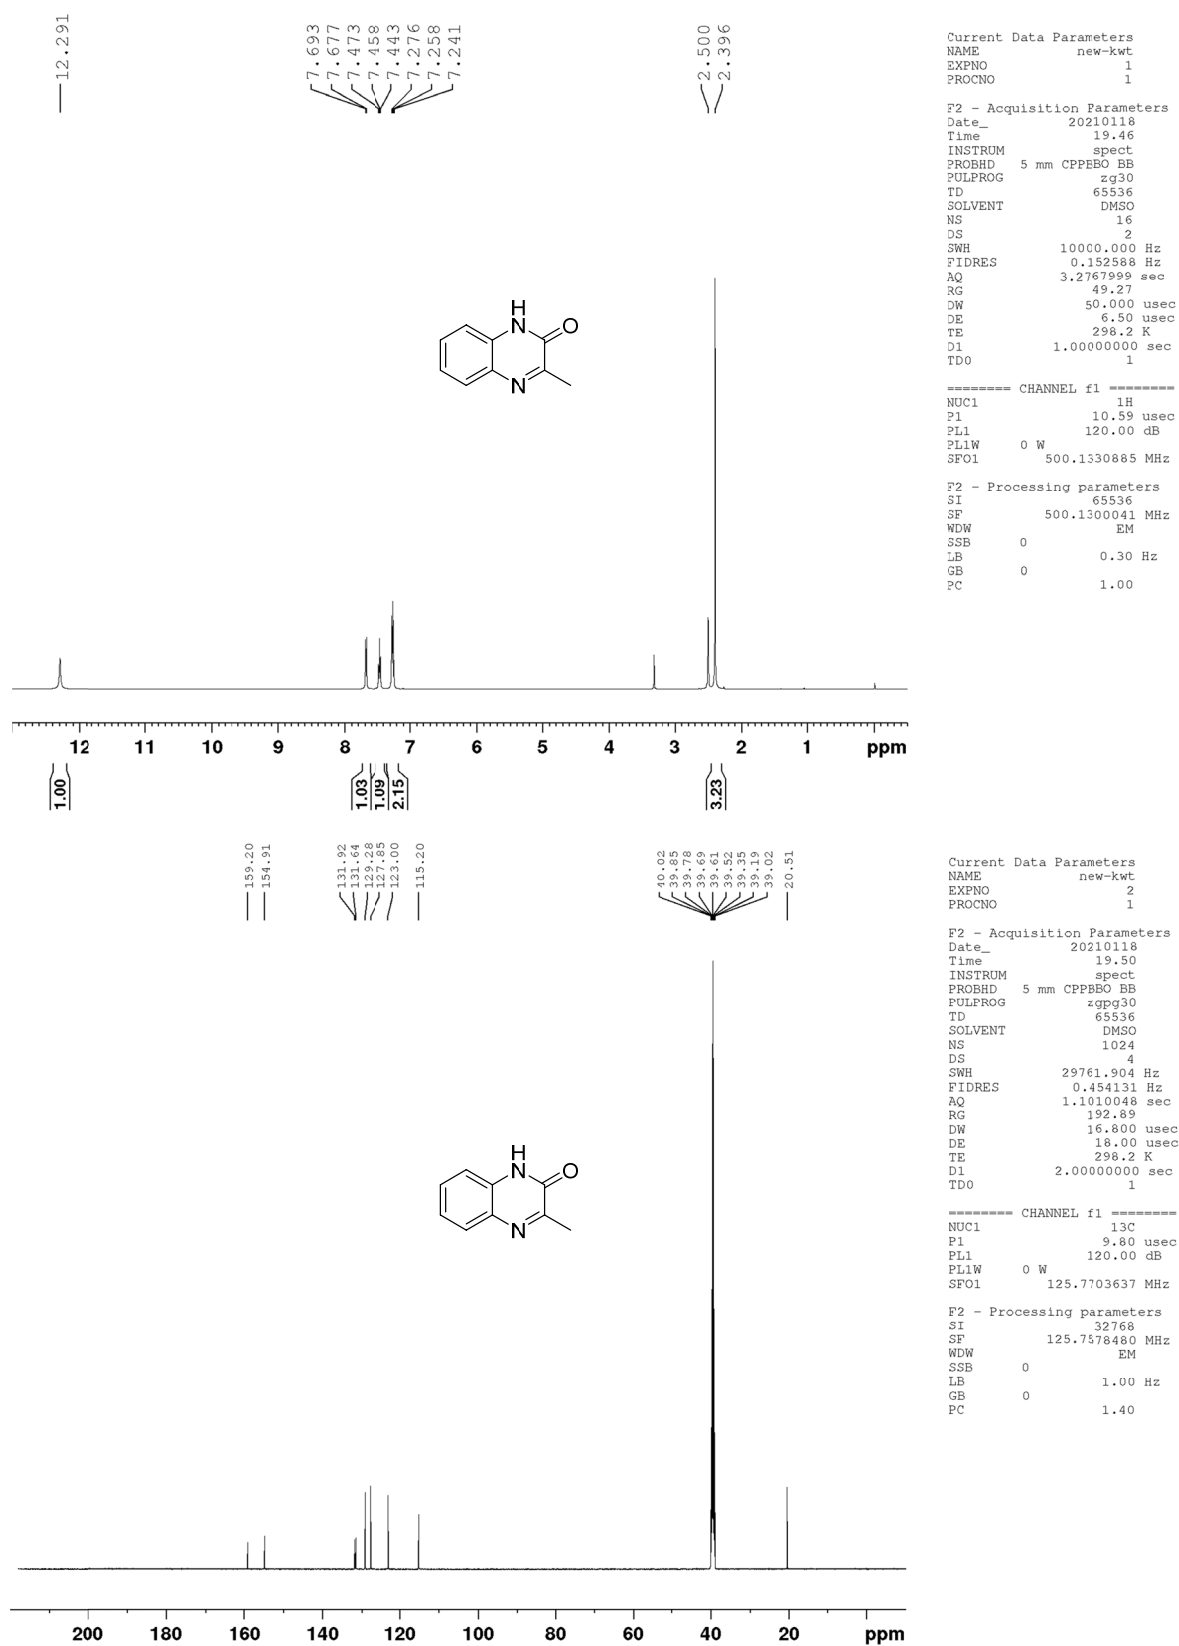 12.291
7.693
7.677
7.473
7.458
7.443
7.276
7.258
7.241
2.500
2.396
H
N
O
N
12 11 10 9 8 7 6 5 4 3 2 1 ppm
1.00
1.03
1.09
2.15
3.23
Current Data Parameters
NAME new-kwt
EXPNO 1
PROCNO 1
F2 - Acquisition Parameters
Date_ 20210118
Time 19.46
INSTRUM spect
PROBHD 5 mm CPPBBO BB
PULPROG zg30
TD 65536
SOLVENT DMSO
NS 16
DS 2
SWH 10000.000 Hz
FIDRES 0.152588 Hz
AQ 3.2767999 sec
RG 49.27
DW 50.000 usec
DE 6.50 usec
TE 298.2 K
D1 1.00000000 sec
TD0 1
======== CHANNEL f1 ========
NUC1 1H
P1 10.59 usec
PL1 120.00 dB
PL1W 0 W
SFO1 500.1330885 MHz
F2 - Processing parameters
SI 65536
SF 500.1300041 MHz
WDW EM
SSB 0
LB 0.30 Hz
GB 0
PC 1.00
159.20
154.91
131.92
131.64
129.28
127.85
123.00
115.20
40.02
39.85
39.78
39.69
39.61
39.52
39.35
39.19
39.02
20.51
H
N
O
N
200 180 160 140 120 100 80 60 40 20 ppm
Current Data Parameters
NAME new-kwt
EXPNO 2
PROCNO 1
F2 - Acquisition Parameters
Date_ 20210118
Time 19.50
INSTRUM spect
PROBHD 5 mm CPPBBO BB
PULPROG zgpg30
TD 65536
SOLVENT DMSO
NS 1024
DS 4
SWH 29761.904 Hz
FIDRES 0.454131 Hz
AQ 1.1010048 sec
RG 192.89
DW 16.800 usec
DE 18.00 usec
TE 298.2 K
D1 2.00000000 sec
TD0 1
======== CHANNEL f1 ========
NUC1 13C
P1 9.80 usec
PL1 120.00 dB
PL1W 0 W
SFO1 125.7703637 MHz
F2 - Processing parameters
SI 32768
SF 125.7578480 MHz
WDW EM
SSB 0
LB 1.00 Hz
GB 0
PC 1.40